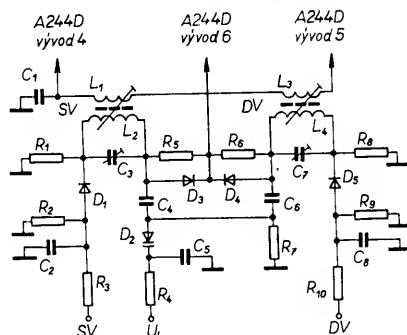 A244D A244D A244D
vývod 4 vývod 6 vývod 5
C1 L1 L3
SV DV
L2 L4
R1 R5 R6 R8
C3 C7
D1 D3 D4 D5
R2 C4 C6 R9
D2 C5
C2 R7 C8
R3 R4 R10
SV DV